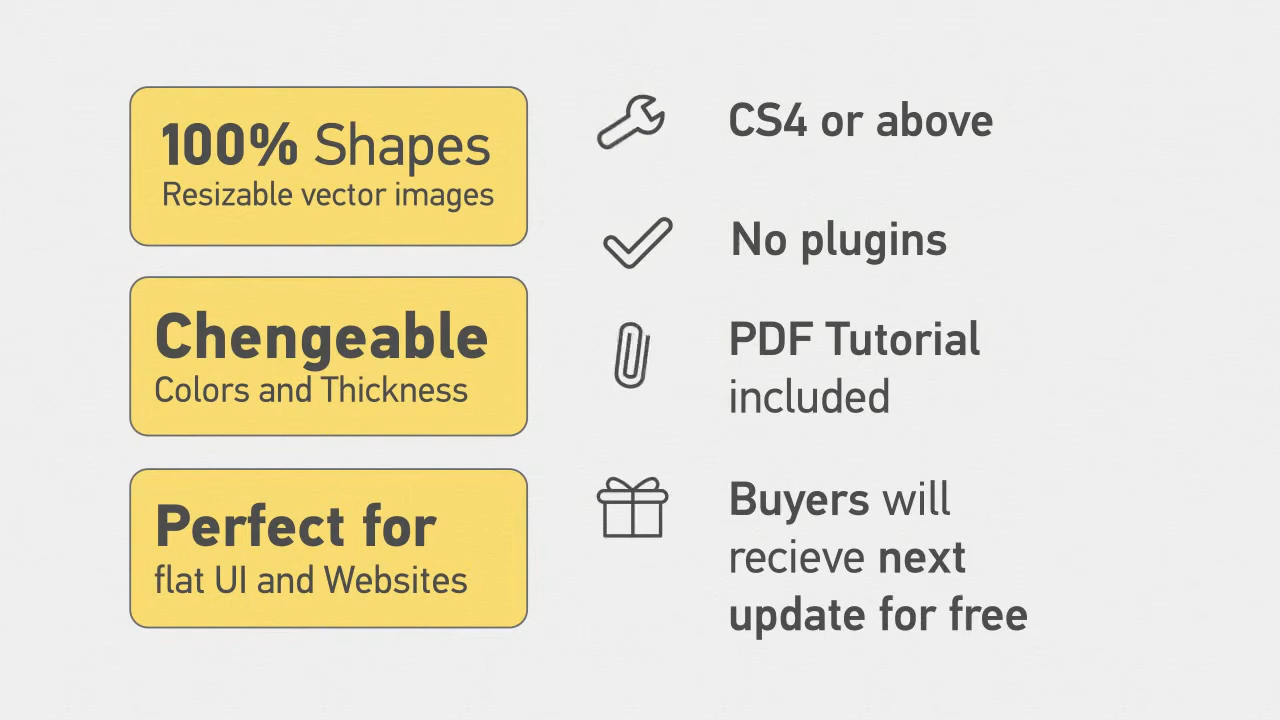 100% Shapes
Resizable vector images
Chengeable
Colors and Thickness
Perfect for
flat UI and Websites
CS4 or above
No plugins
PDF Tutorial
included
Buyers will
recieve next
update for free